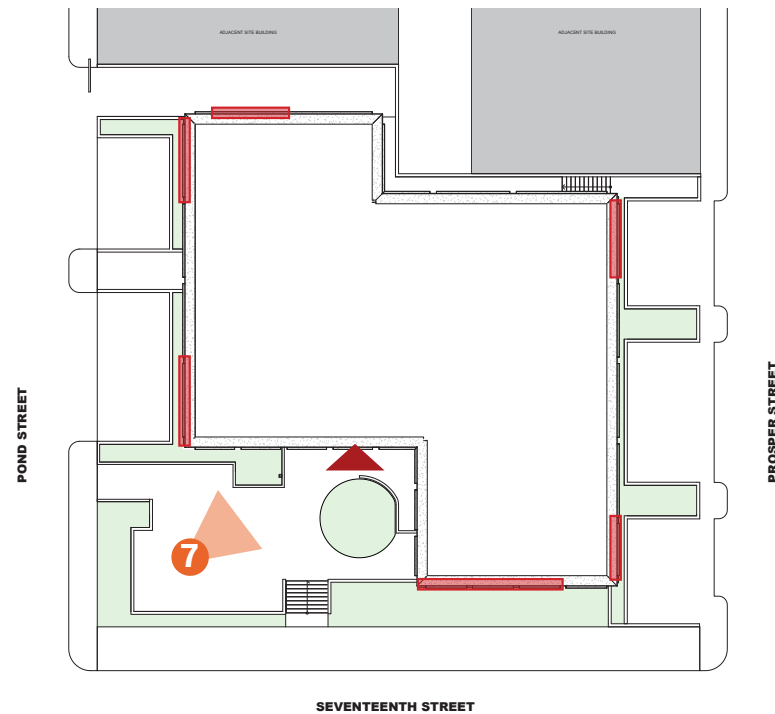 ADJACENT SITE BUILDING
ADJACENT SITE BUILDING
POND STREET
PROSPER STREET
7
SEVENTEENTH STREET